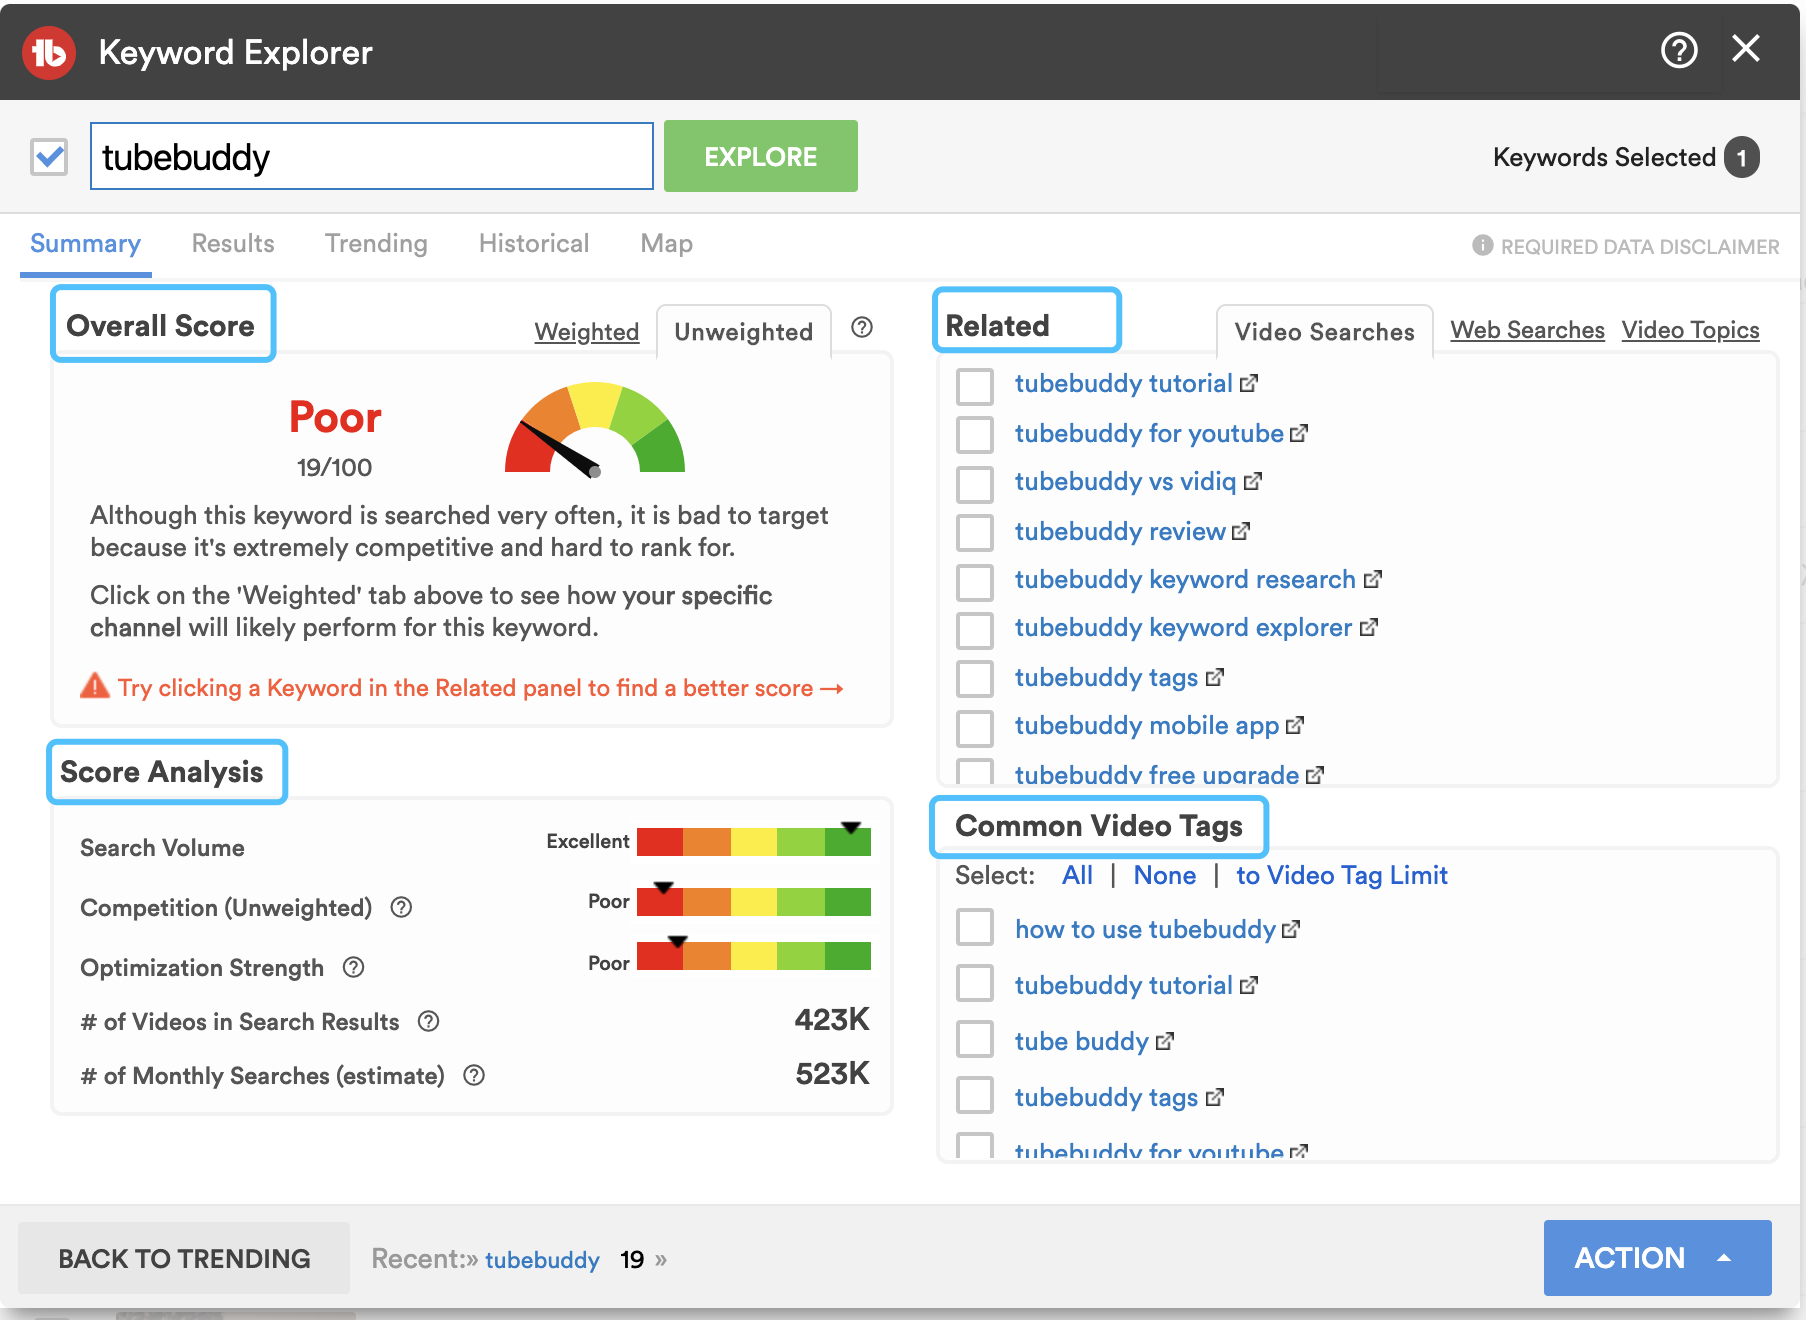 Keyword Explorer
tubebuddy
EXPLORE
Keywords Selected 1
Summary
Results
Trending
Historical
Map
REQUIRED DATA DISCLAIMER
Overall Score
Weighted
Unweighted
Poor
19/100
Although this keyword is searched very often, it is bad to target
because it's extremely competitive and hard to rank for.
Click on the 'Weighted' tab above to see how your specific
channel will likely perform for this keyword.
Try clicking a Keyword in the Related panel to find a better score →
Score Analysis
Search Volume
Excellent
Competition (Unweighted)
Poor
Optimization Strength
Poor
# of Videos in Search Results
423K
# of Monthly Searches (estimate)
523K
Related
Video Searches
Web Searches
Video Topics
tubebuddy tutorial
tubebuddy for youtube
tubebuddy vs vidiq
tubebuddy review
tubebuddy keyword research
tubebuddy keyword explorer
tubebuddy tags
tubebuddy mobile app
tubebuddy free upgrade
Common Video Tags
Select: All | None | to Video Tag Limit
how to use tubebuddy
tubebuddy tutorial
tube buddy
tubebuddy tags
tubebuddy for youtube
BACK TO TRENDING
Recent:» tubebuddy 19 »
ACTION